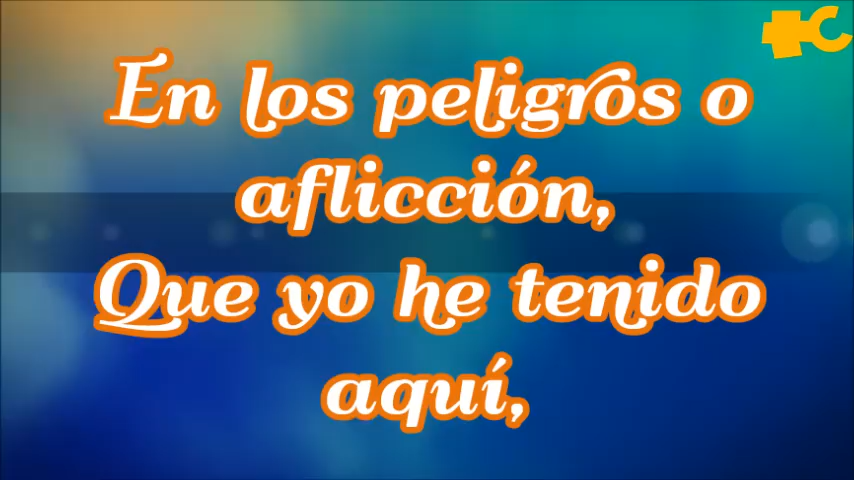 En los peligros o
aflicción,
Que yo he tenido
aquí,